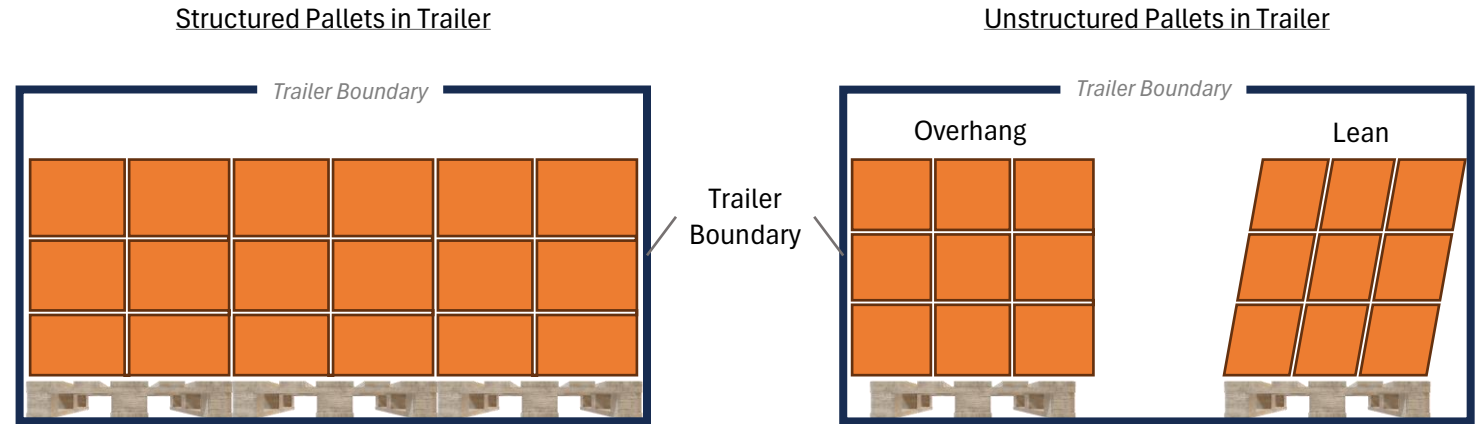 Structured Pallets in Trailer
Unstructured Pallets in Trailer
Trailer Boundary
Trailer Boundary
Overhang
Lean
Trailer
Boundary